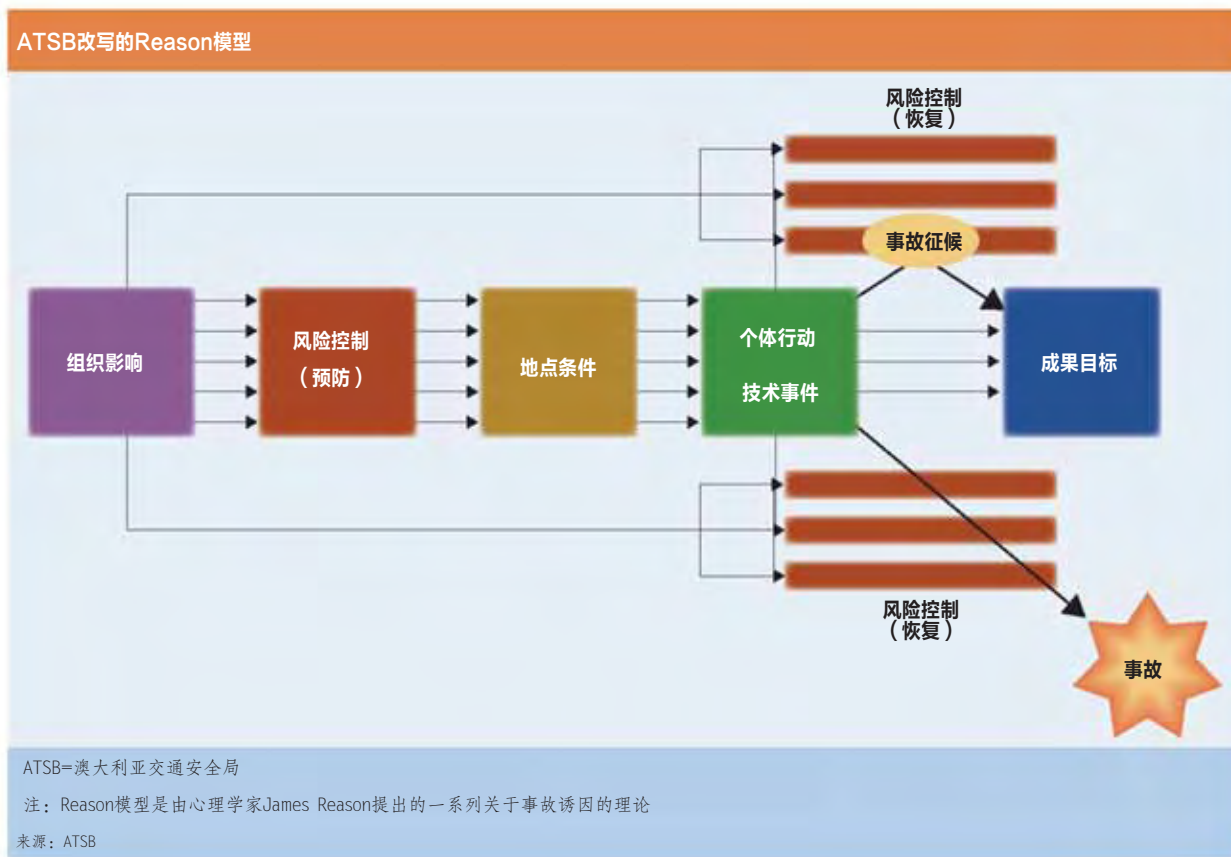 ATSB改写的Reason模型
风险控制
（恢复）
事故征候
组织影响
风险控制
（预防）
地点条件
个体行动
技术事件
成果目标
风险控制
（恢复）
事故
ATSB=澳大利亚交通安全局
注：Reason模型是由心理学家James Reason提出的一系列关于事故诱因的理论
来源：ATSB